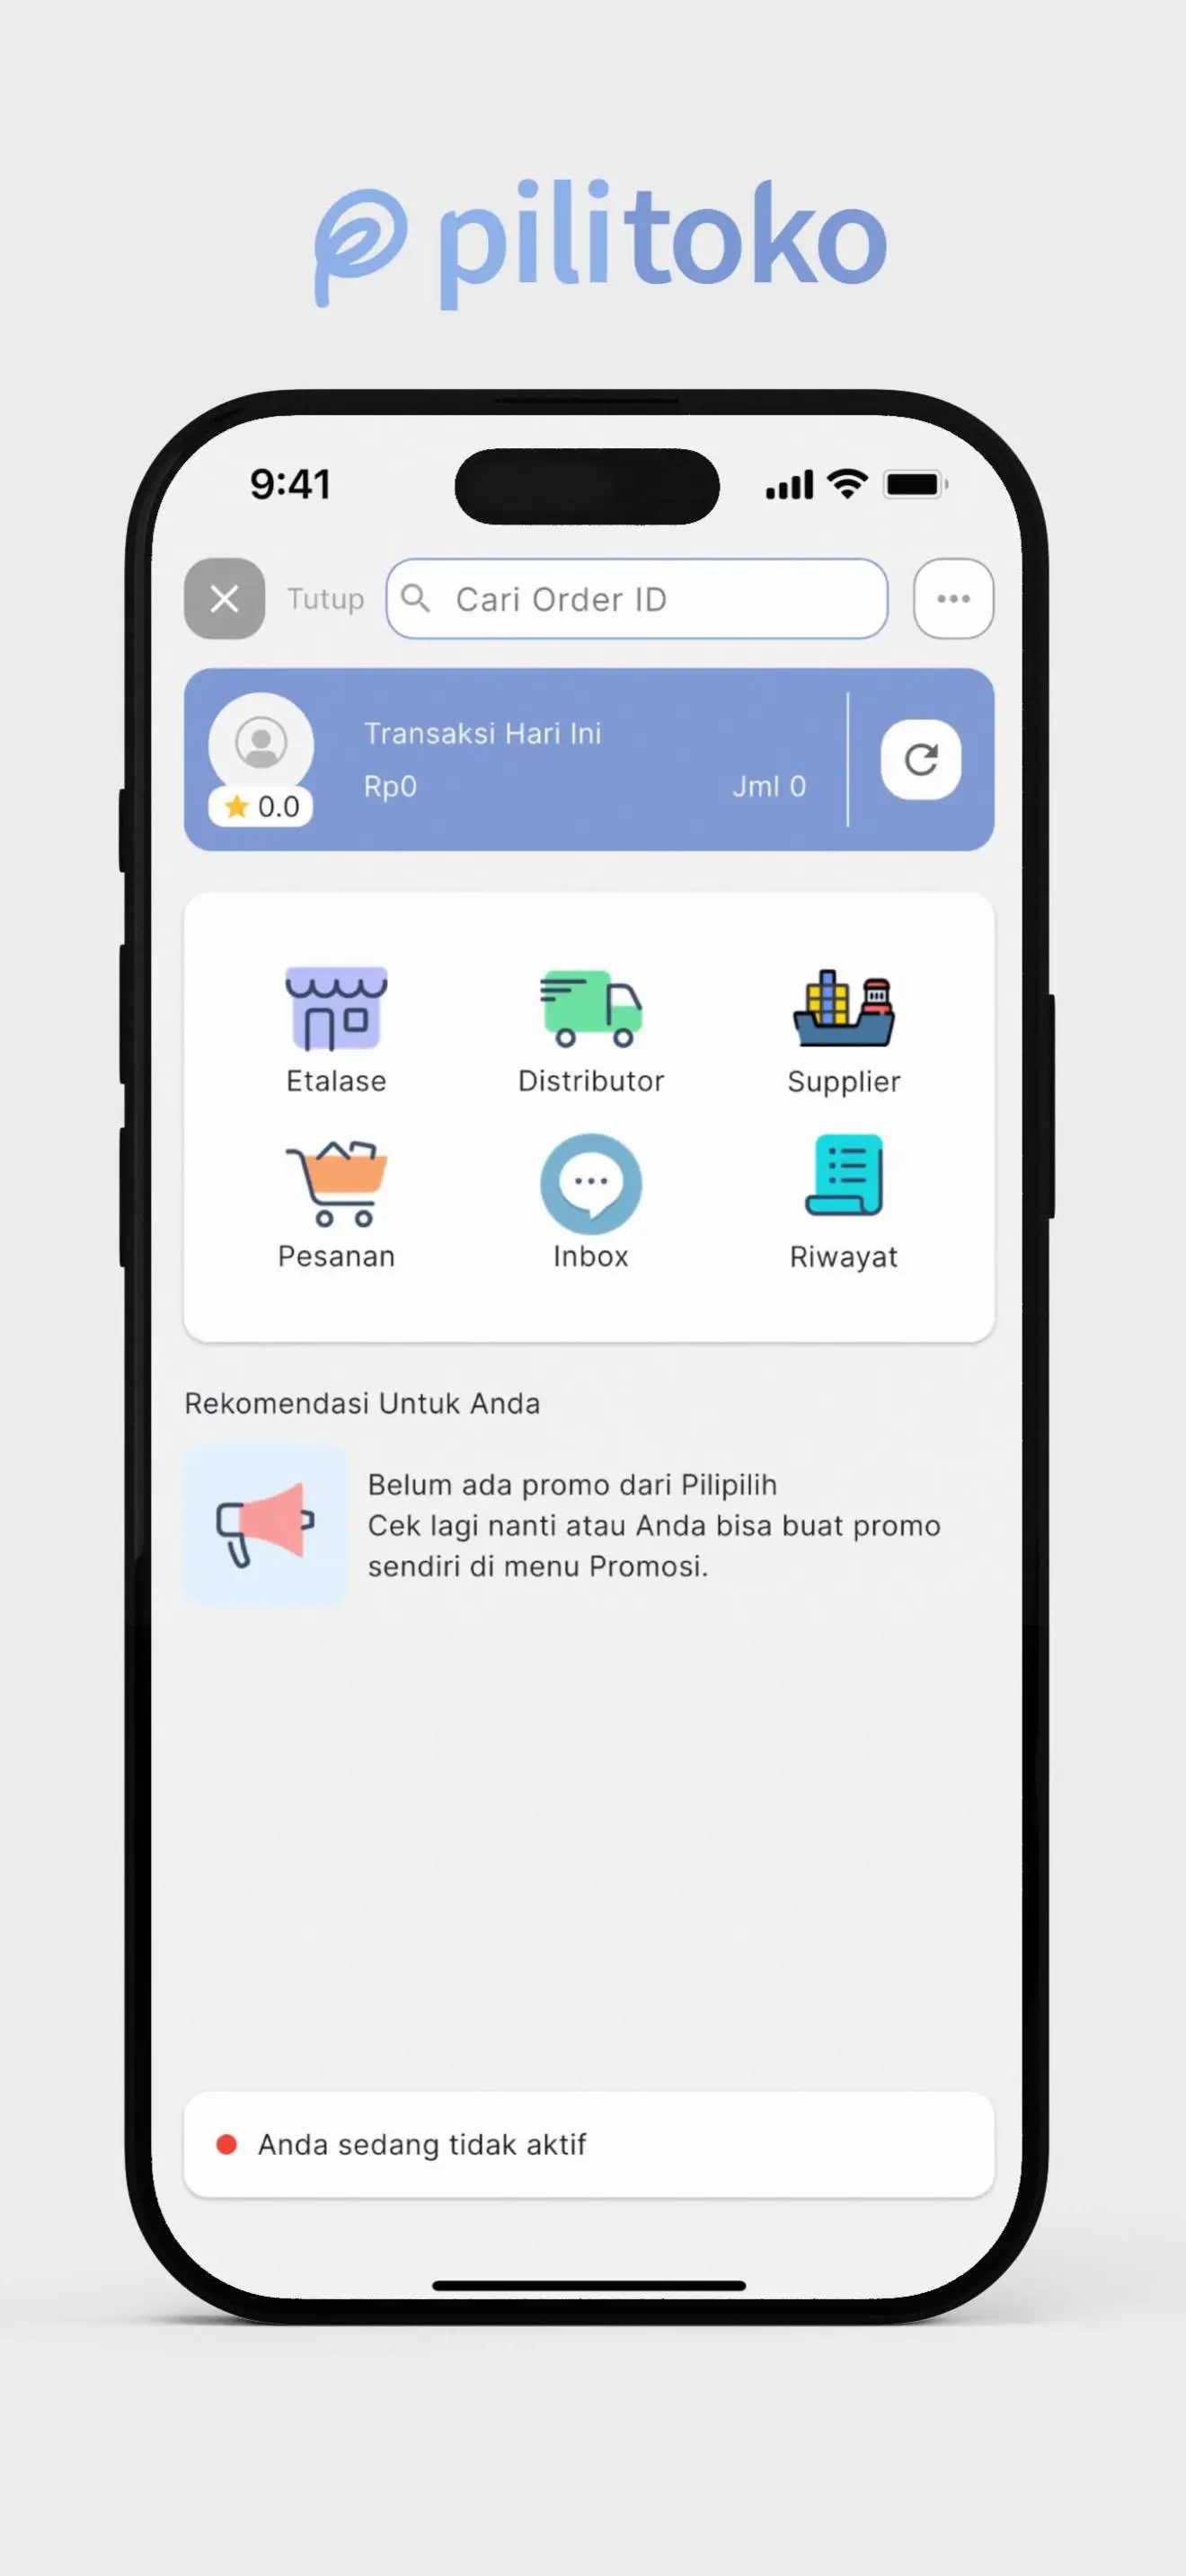 pilitoko
9:41
Tutup
Cari Order ID
Transaksi Hari Ini
Rp0
Jml 0
0.0
Etalase
Distributor
Supplier
Pesanan
Inbox
Riwayat
Rekomendasi Untuk Anda
Belum ada promo dari Pilipilih
Cek lagi nanti atau Anda bisa buat promo
sendiri di menu Promosi.
Anda sedang tidak aktif